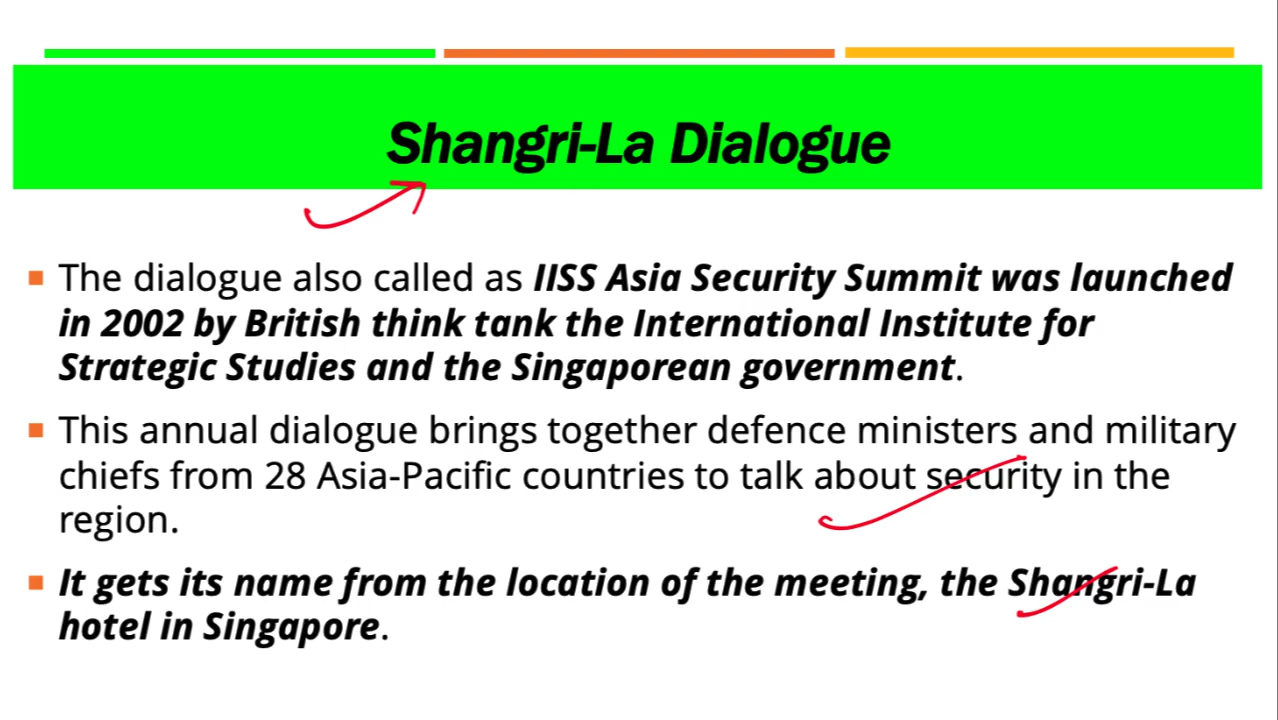 Shangri-La Dialogue
The dialogue also called as IISS Asia Security Summit was launched
in 2002 by British think tank the International Institute for
Strategic Studies and the Singaporean government.
This annual dialogue brings together defence ministers and military
chiefs from 28 Asia-Pacific countries to talk about security in the
region.
It gets its name from the location of the meeting, the Shangri-La
hotel in Singapore.